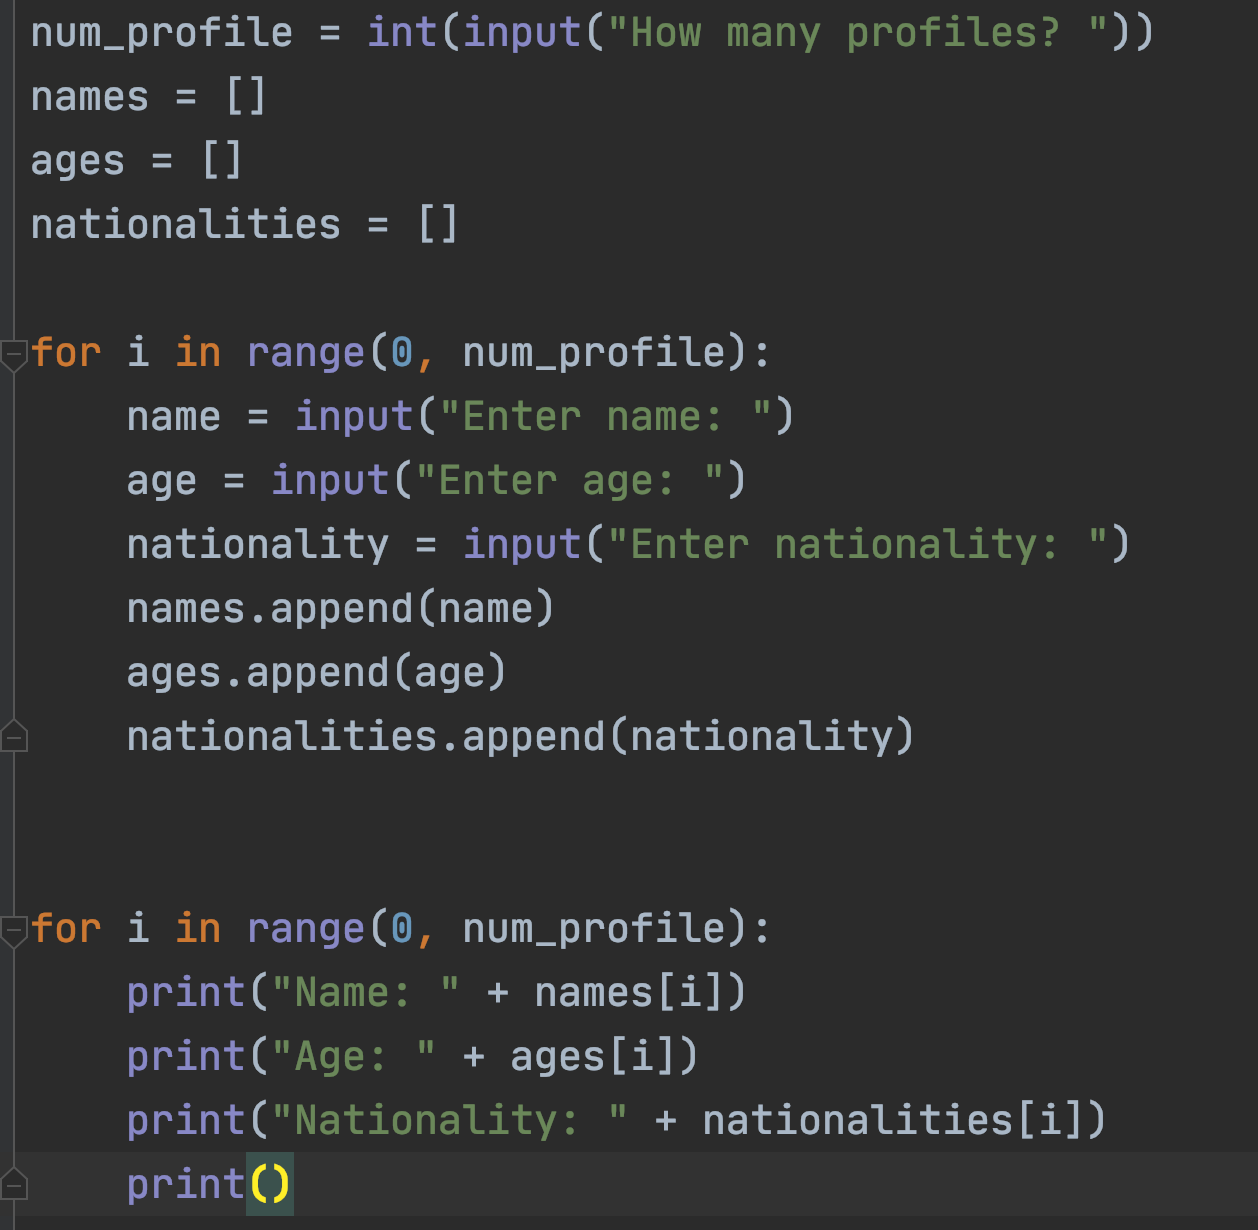 num_profile = int(input("How many profiles? "))
names = []
ages = []
nationalities = []

for i in range(0, num_profile):
    name = input("Enter name: ")
    age = input("Enter age: ")
    nationality = input("Enter nationality: ")
    names.append(name)
    ages.append(age)
    nationalities.append(nationality)


for i in range(0, num_profile):
    print("Name: " + names[i])
    print("Age: " + ages[i])
    print("Nationality: " + nationalities[i])
    print()